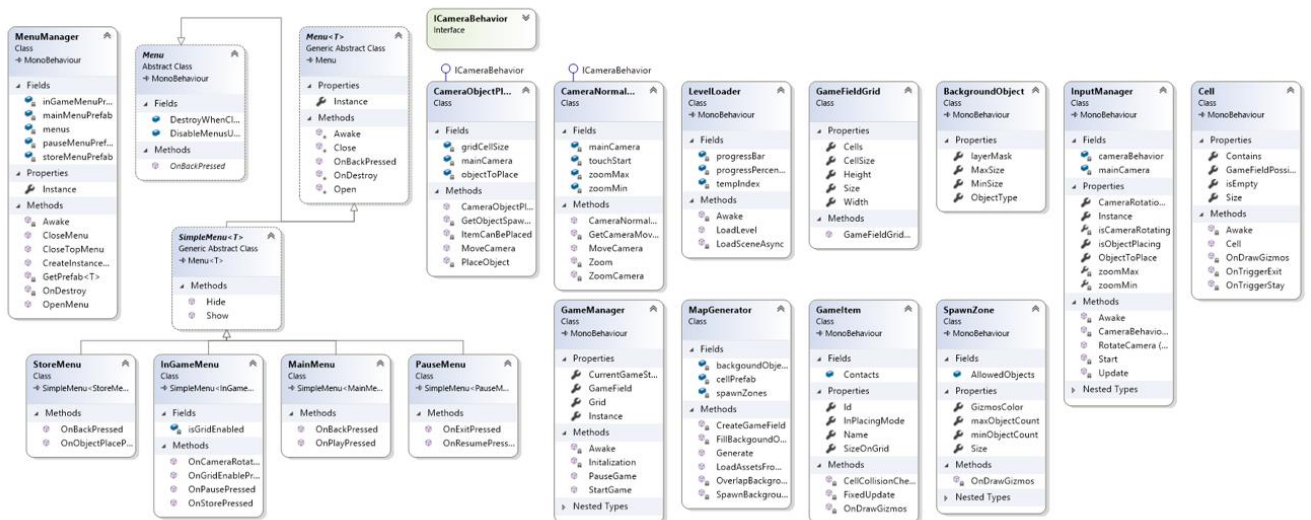 MenuManager
Class
MonoBehaviour
Fields
inGameMenuPr...
mainMenuPrefab
menus
pauseMenuPref...
storeMenuPrefab
Properties
Instance
Methods
Awake
CloseMenu
CloseTopMenu
CreateInstance...
GetPrefab<T>
OnDestroy
OpenMenu
Menu
Abstract Class
MonoBehaviour
Fields
DestroyWhenCl...
DisableMenusU...
Methods
OnBackPressed
Menu<T>
Generic Abstract Class
Menu
Properties
Instance
Methods
Awake
Close
OnBackPressed
OnDestroy
Open
SimpleMenu<T>
Generic Abstract Class
Menu<T>
Methods
Hide
Show
StoreMenu
Class
SimpleMenu<StoreMe...
Methods
OnBackPressed
OnObjectPlaceP...
InGameMenu
Class
SimpleMenu<InGame...
Fields
isGridEnabled
Methods
OnCameraRotat...
OnGridEnablePr...
OnPausePressed
OnStorePressed
MainMenu
Class
SimpleMenu<MainMe...
Methods
OnBackPressed
OnPlayPressed
PauseMenu
Class
SimpleMenu<PauseM...
Methods
OnExitPressed
OnResumePress...
ICameraBehavior
Interface
ICameraBehavior
CameraObjectPl...
Class
Fields
gridCellSize
mainCamera
objectToPlace
Methods
CameraObjectPl...
GetObjectSpaw...
ItemCanBePlaced
MoveCamera
PlaceObject
ICameraBehavior
CameraNormal...
Class
Fields
mainCamera
touchStart
zoomMax
zoomMin
Methods
CameraNormal...
GetCameraMov...
MoveCamera
Zoom
ZoomCamera
LevelLoader
Class
MonoBehaviour
Fields
progressBar
progressPercen...
tempIndex
Methods
Awake
LoadLevel
LoadSceneAsync
GameFieldGrid
Class
Properties
Cells
CellSize
Height
Size
Width
Methods
GameFieldGrid...
BackgroundObject
Class
MonoBehaviour
Properties
layerMask
MaxSize
MinSize
ObjectType
InputManager
Class
MonoBehaviour
Fields
cameraBehavior
mainCamera
Properties
CameraRotatio...
Instance
isCameraRotating
isObjectPlacing
ObjectToPlace
zoomMax
zoomMin
Methods
Awake
CameraBehavio...
RotateCamera (...
Start
Update
Nested Types
Cell
Class
MonoBehaviour
Properties
Contains
GameFieldPossi...
isEmpty
Size
Methods
Awake
Cell
OnDrawGizmos
OnTriggerExit
OnTriggerStay
GameManager
Class
MonoBehaviour
Properties
CurrentGameSt...
GameField
Grid
Instance
Methods
Awake
Initalization
PauseGame
StartGame
Nested Types
MapGenerator
Class
MonoBehaviour
Fields
backgoundObje...
cellPrefab
spawnZones
Methods
CreateGameField
FillBackgroundO...
Generate
LoadAssetsFro...
OverlapBackgro...
SpawnBackgrou...
GameItem
Class
MonoBehaviour
Fields
Contacts
Properties
Id
InPlacingMode
Name
SizeOnGrid
Methods
CellCollisionChe...
FixedUpdate
OnDrawGizmos
SpawnZone
Class
MonoBehaviour
Fields
AllowedObjects
Properties
GizmosColor
maxObjectCount
minObjectCount
Size
Methods
OnDrawGizmos
Nested Types